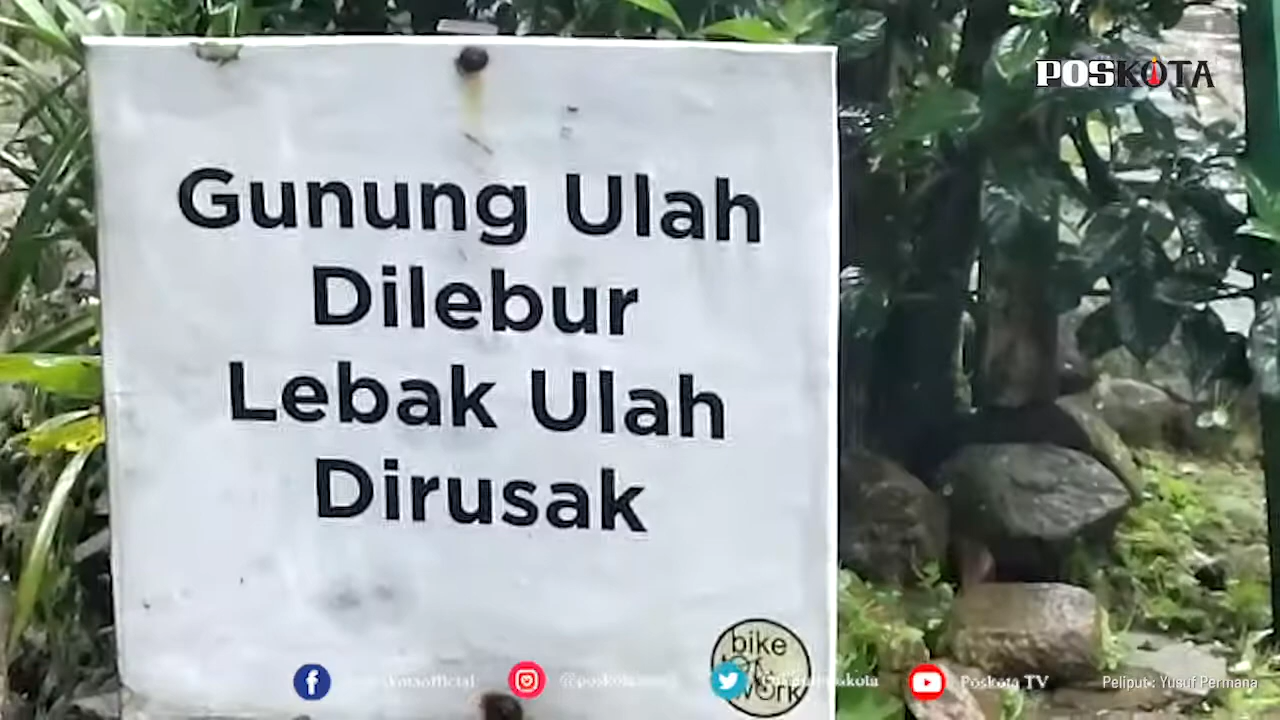 POSKOTA
Gunung Ulah
Dilebur
Lebak Ulah
Dirusak
bike
work
Poskota TV
Peliput : Yusuf Permana